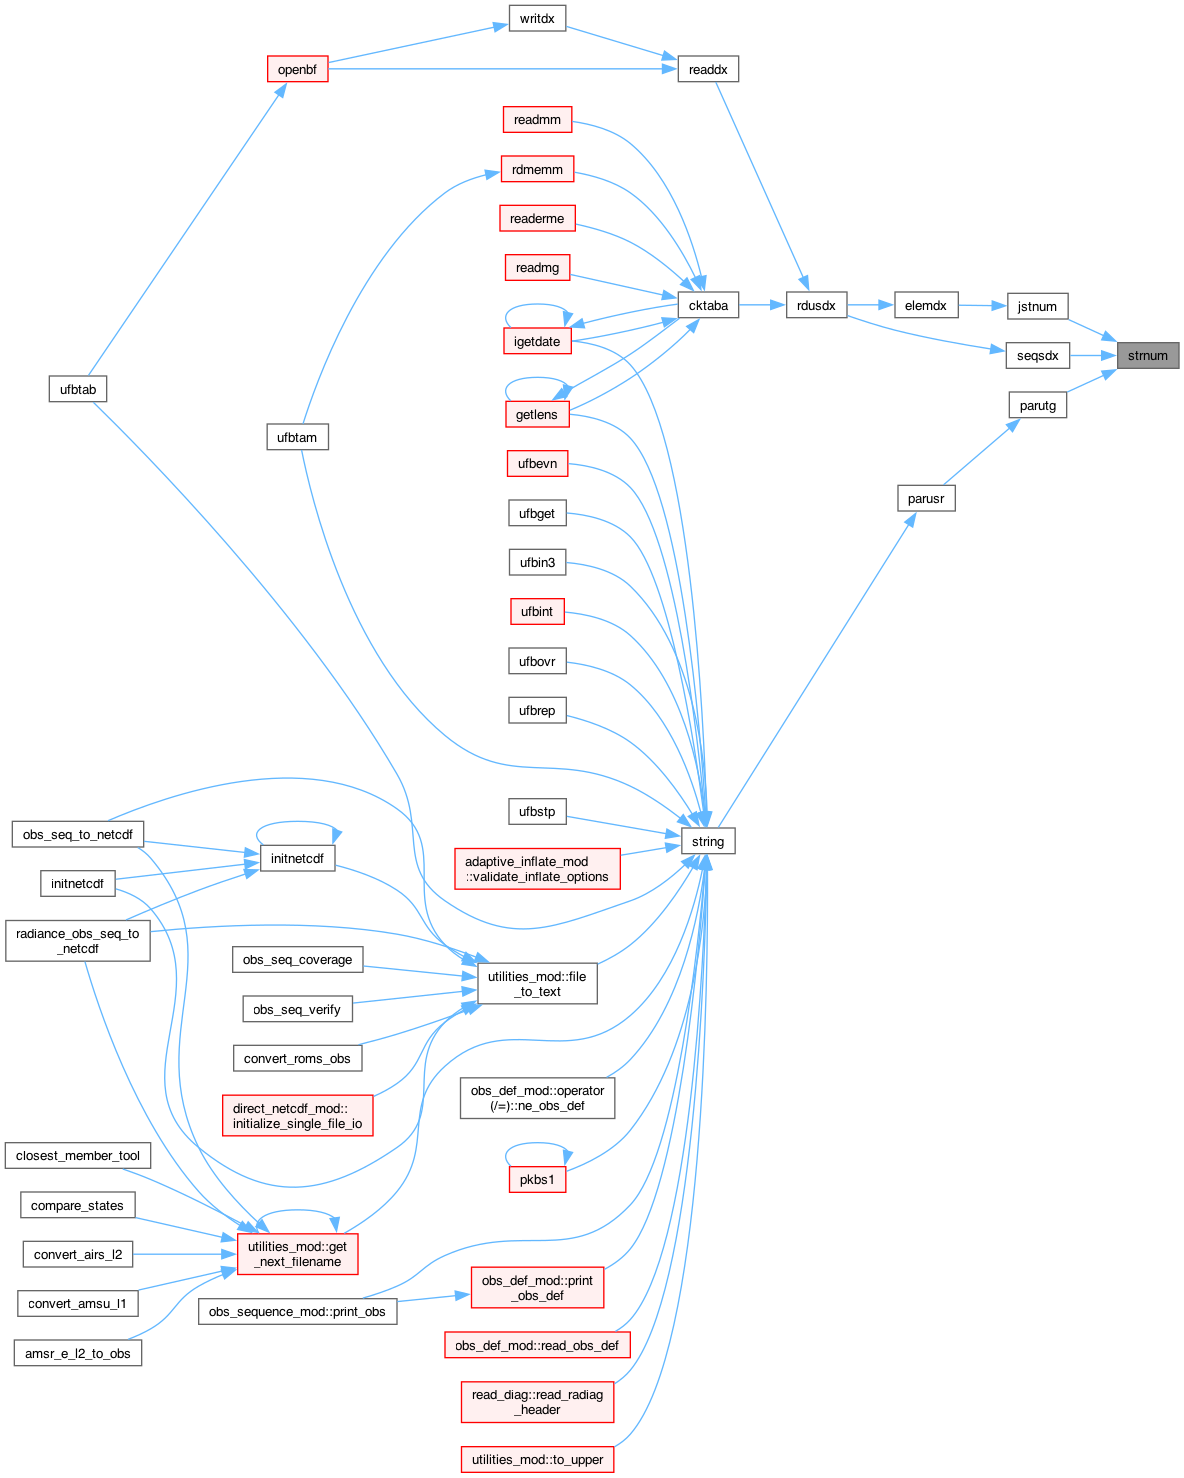 writdx
openbf
readdx
readmm
rdmemm
readerme
readmg
cktaba
rdusdx
elemdx
jstnum
igetdate
seqsdx
strnum
ufbtab
getlens
parutg
ufbtam
ufbevn
parusr
ufbget
ufbin3
ufbint
ufbovr
ufbrep
ufbstp
obs_seq_to_netcdf
string
initnetcdf
adaptive_inflate_mod
::validate_inflate_options
initnetcdf
radiance_obs_seq_to
_netcdf
obs_seq_coverage
utilities_mod::file
_to_text
obs_seq_verify
convert_roms_obs
obs_def_mod::operator
(/=)::ne_obs_def
direct_netcdf_mod::
initialize_single_file_io
closest_member_tool
pkbs1
compare_states
utilities_mod::get
_next_filename
convert_airs_l2
obs_def_mod::print
_obs_def
convert_amsu_l1
obs_sequence_mod::print_obs
obs_def_mod::read_obs_def
amsr_e_l2_to_obs
read_diag::read_radiag
_header
utilities_mod::to_upper